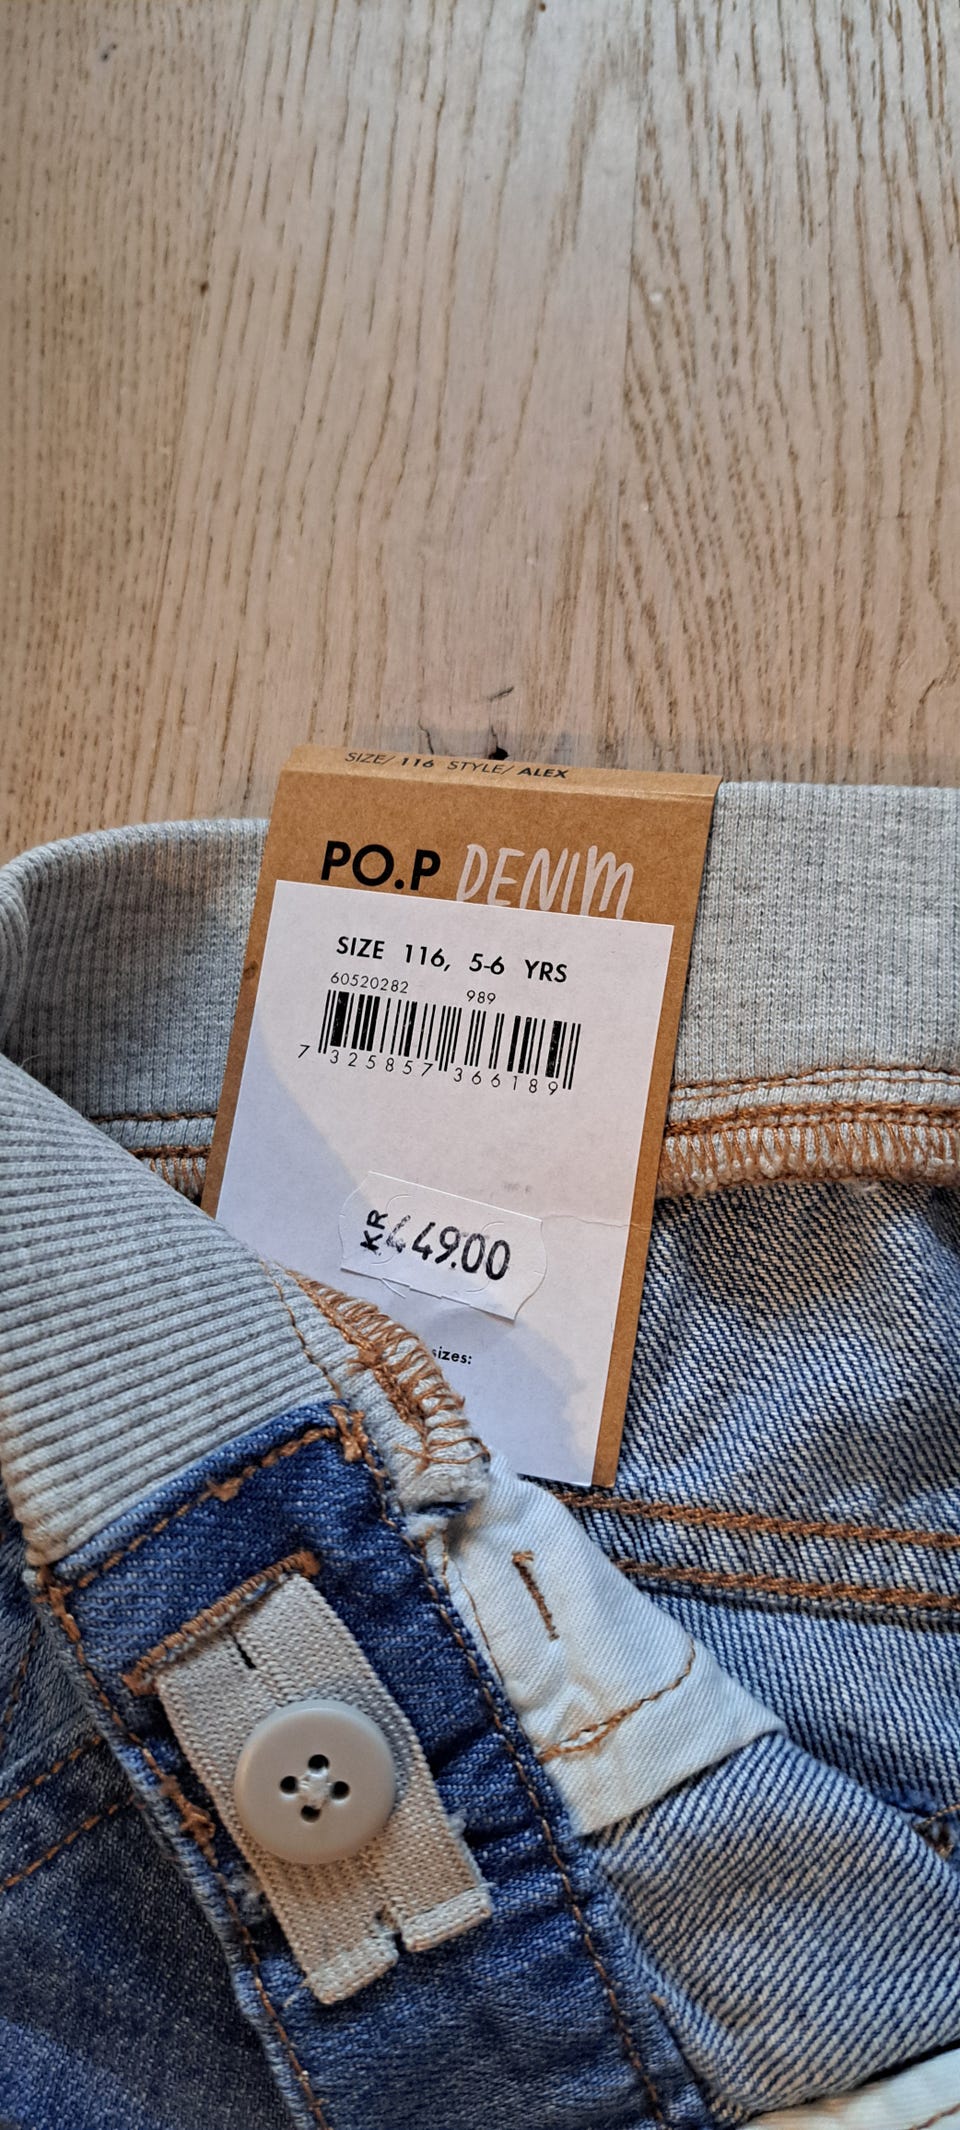 SIZE/ 116 STYLE/ ALEX
PO.P DENIM
SIZE 116, 5-6 YRS
60520282 989
7 325857 366189
KR 449.00
sizes: